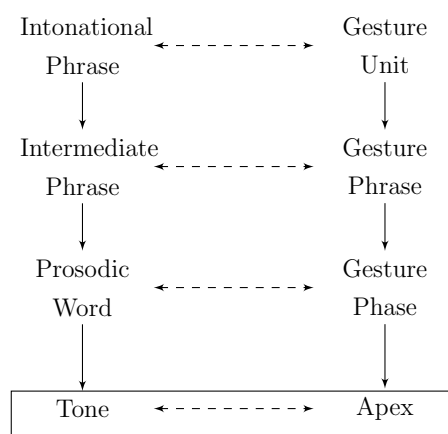 Intonational Gesture
Phrase Unit
Intermediate Gesture
Phrase Phrase
Prosodic Gesture
Word Phase
Tone Apex